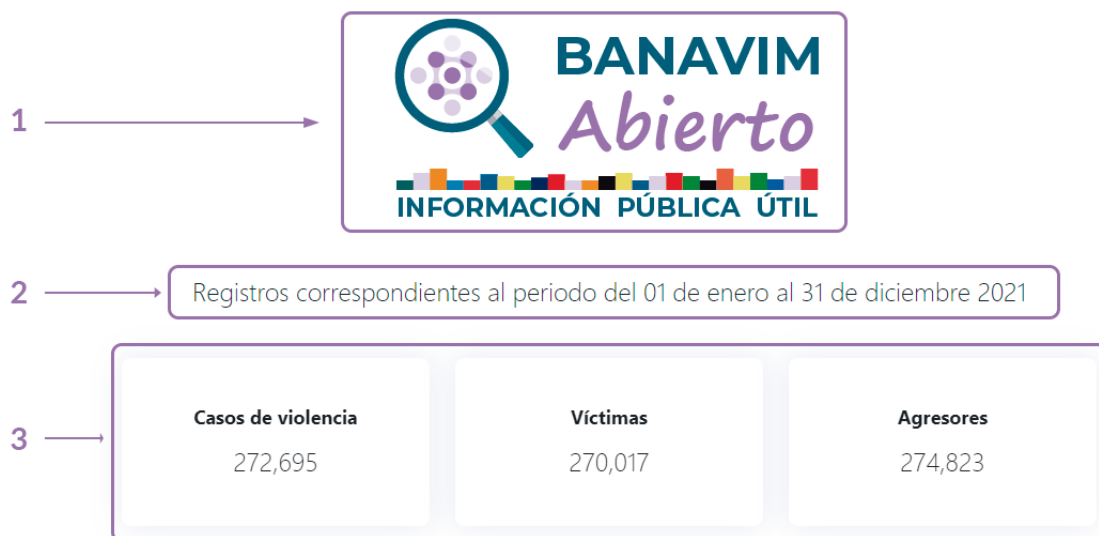 1
BANAVIM
Abierto
INFORMACIÓN PÚBLICA ÚTIL
2
Registros correspondientes al periodo del 01 de enero al 31 de diciembre 2021
3
Casos de violencia
272,695
Víctimas
270,017
Agresores
274,823